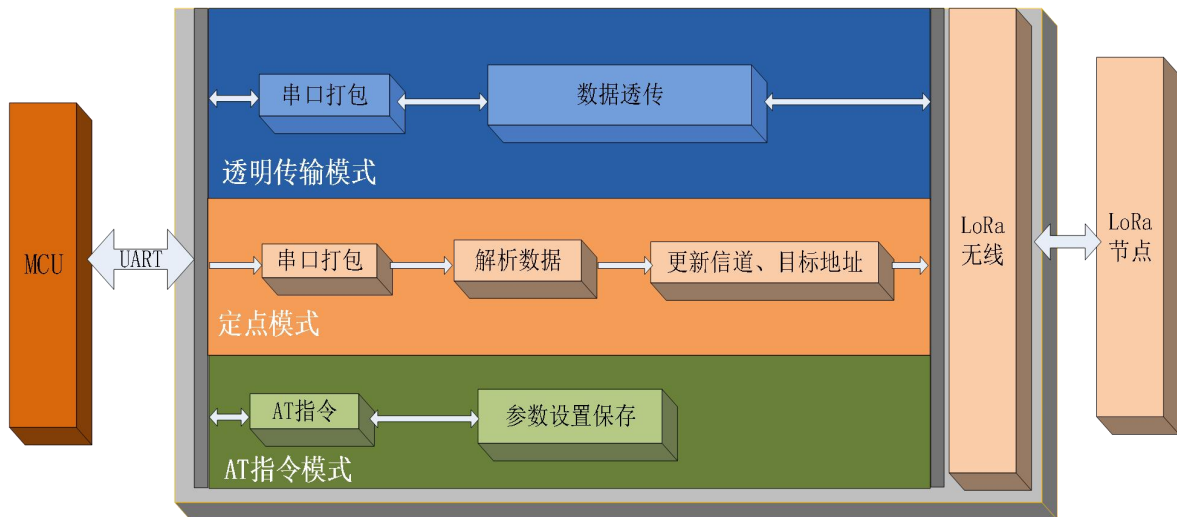 串口打包
数据透传
透明传输模式
MCU
UART
串口打包
解析数据
更新信道、目标地址
定点模式
AT指令
参数设置保存
AT指令模式
LoRa
无线
LoRa
节点